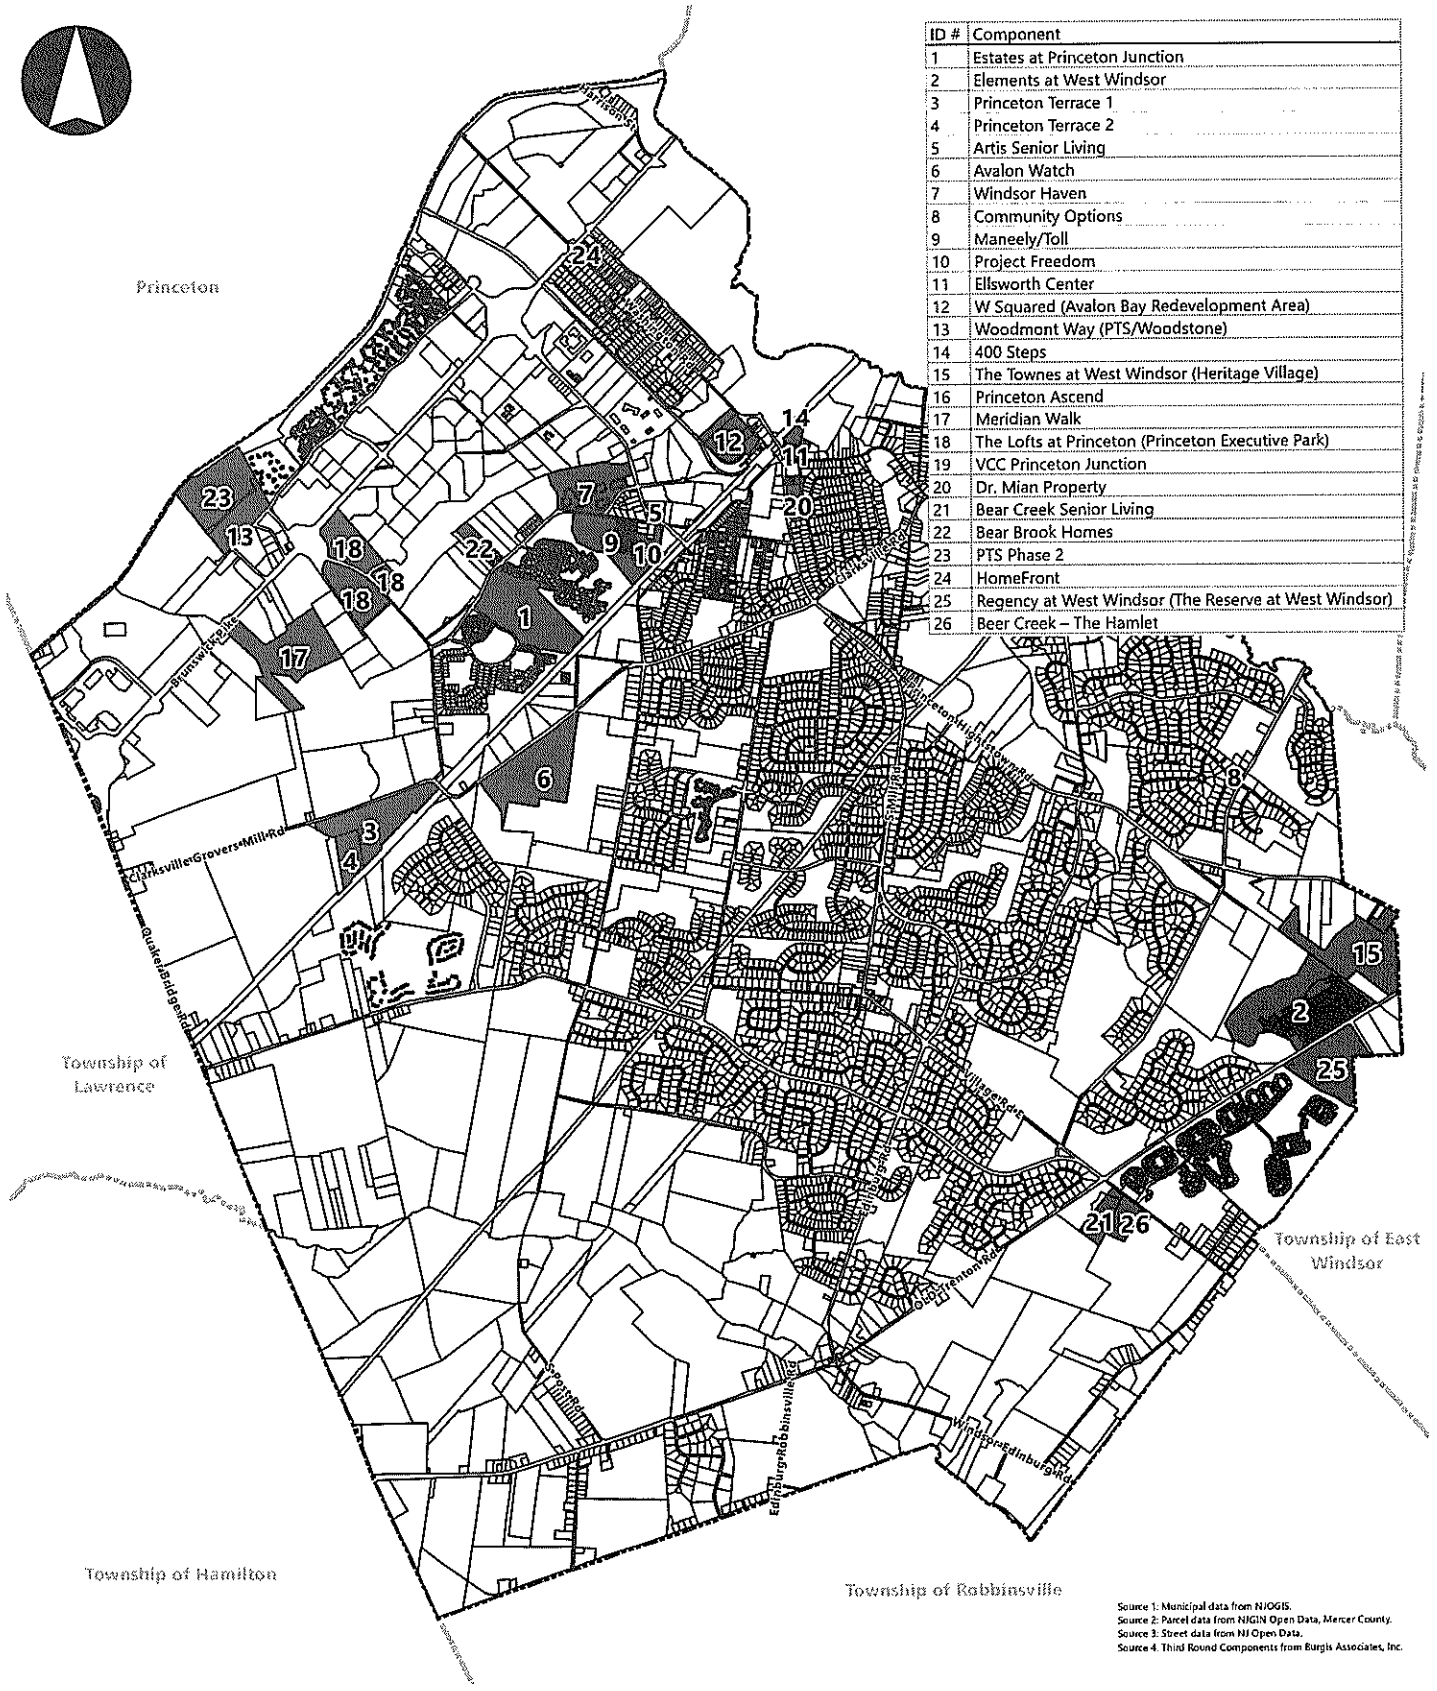 ID # Component
1 Estates at Princeton Junction
2 Elements at West Windsor
3 Princeton Terrace 1
4 Princeton Terrace 2
5 Artis Senior Living
6 Avalon Watch
7 Windsor Haven
8 Community Options
9 Maneely/Toll
10 Project Freedom
11 Ellsworth Center
12 W Squared (Avalon Bay Redevelopment Area)
13 Woodmont Way (PTS/Woodstone)
14 400 Steps
15 The Townes at West Windsor (Heritage Village)
16 Princeton Ascend
17 Meridian Walk
18 The Lofts at Princeton (Princeton Executive Park)
19 VCC Princeton Junction
20 Dr. Mian Property
21 Bear Creek Senior Living
22 Bear Brook Homes
23 PTS Phase 2
24 HomeFront
25 Regency at West Windsor (The Reserve at West Windsor)
26 Beer Creek – The Hamlet
Harrison St
24
Princeton
14
12
11
23
7
20
5
13
18
9
22
10
Clarksville Rd
18
18
1
Brunswick Pike
17
Princeton Hightstown Rd
6
8
S Mill Rd
3
Clarksville Grovers Mill Rd
4
Quaker Bridge Rd
15
2
Township of
Lawrence
25
Village Rd E
Edinburg Rd
21 26
Township of East
Windsor
OLD Trenton Rd
S Post Rd
Edinburg Robbinsville Rd
Windsor Edinburg Rd
Township of Hamilton
Township of Robbinsville
Source 1: Municipal data from NJOGIS.
Source 2: Parcel data from NJGIN Open Data, Mercer County.
Source 3: Street data from NJ Open Data.
Source 4. Third Round Components from Burgis Associates, Inc.